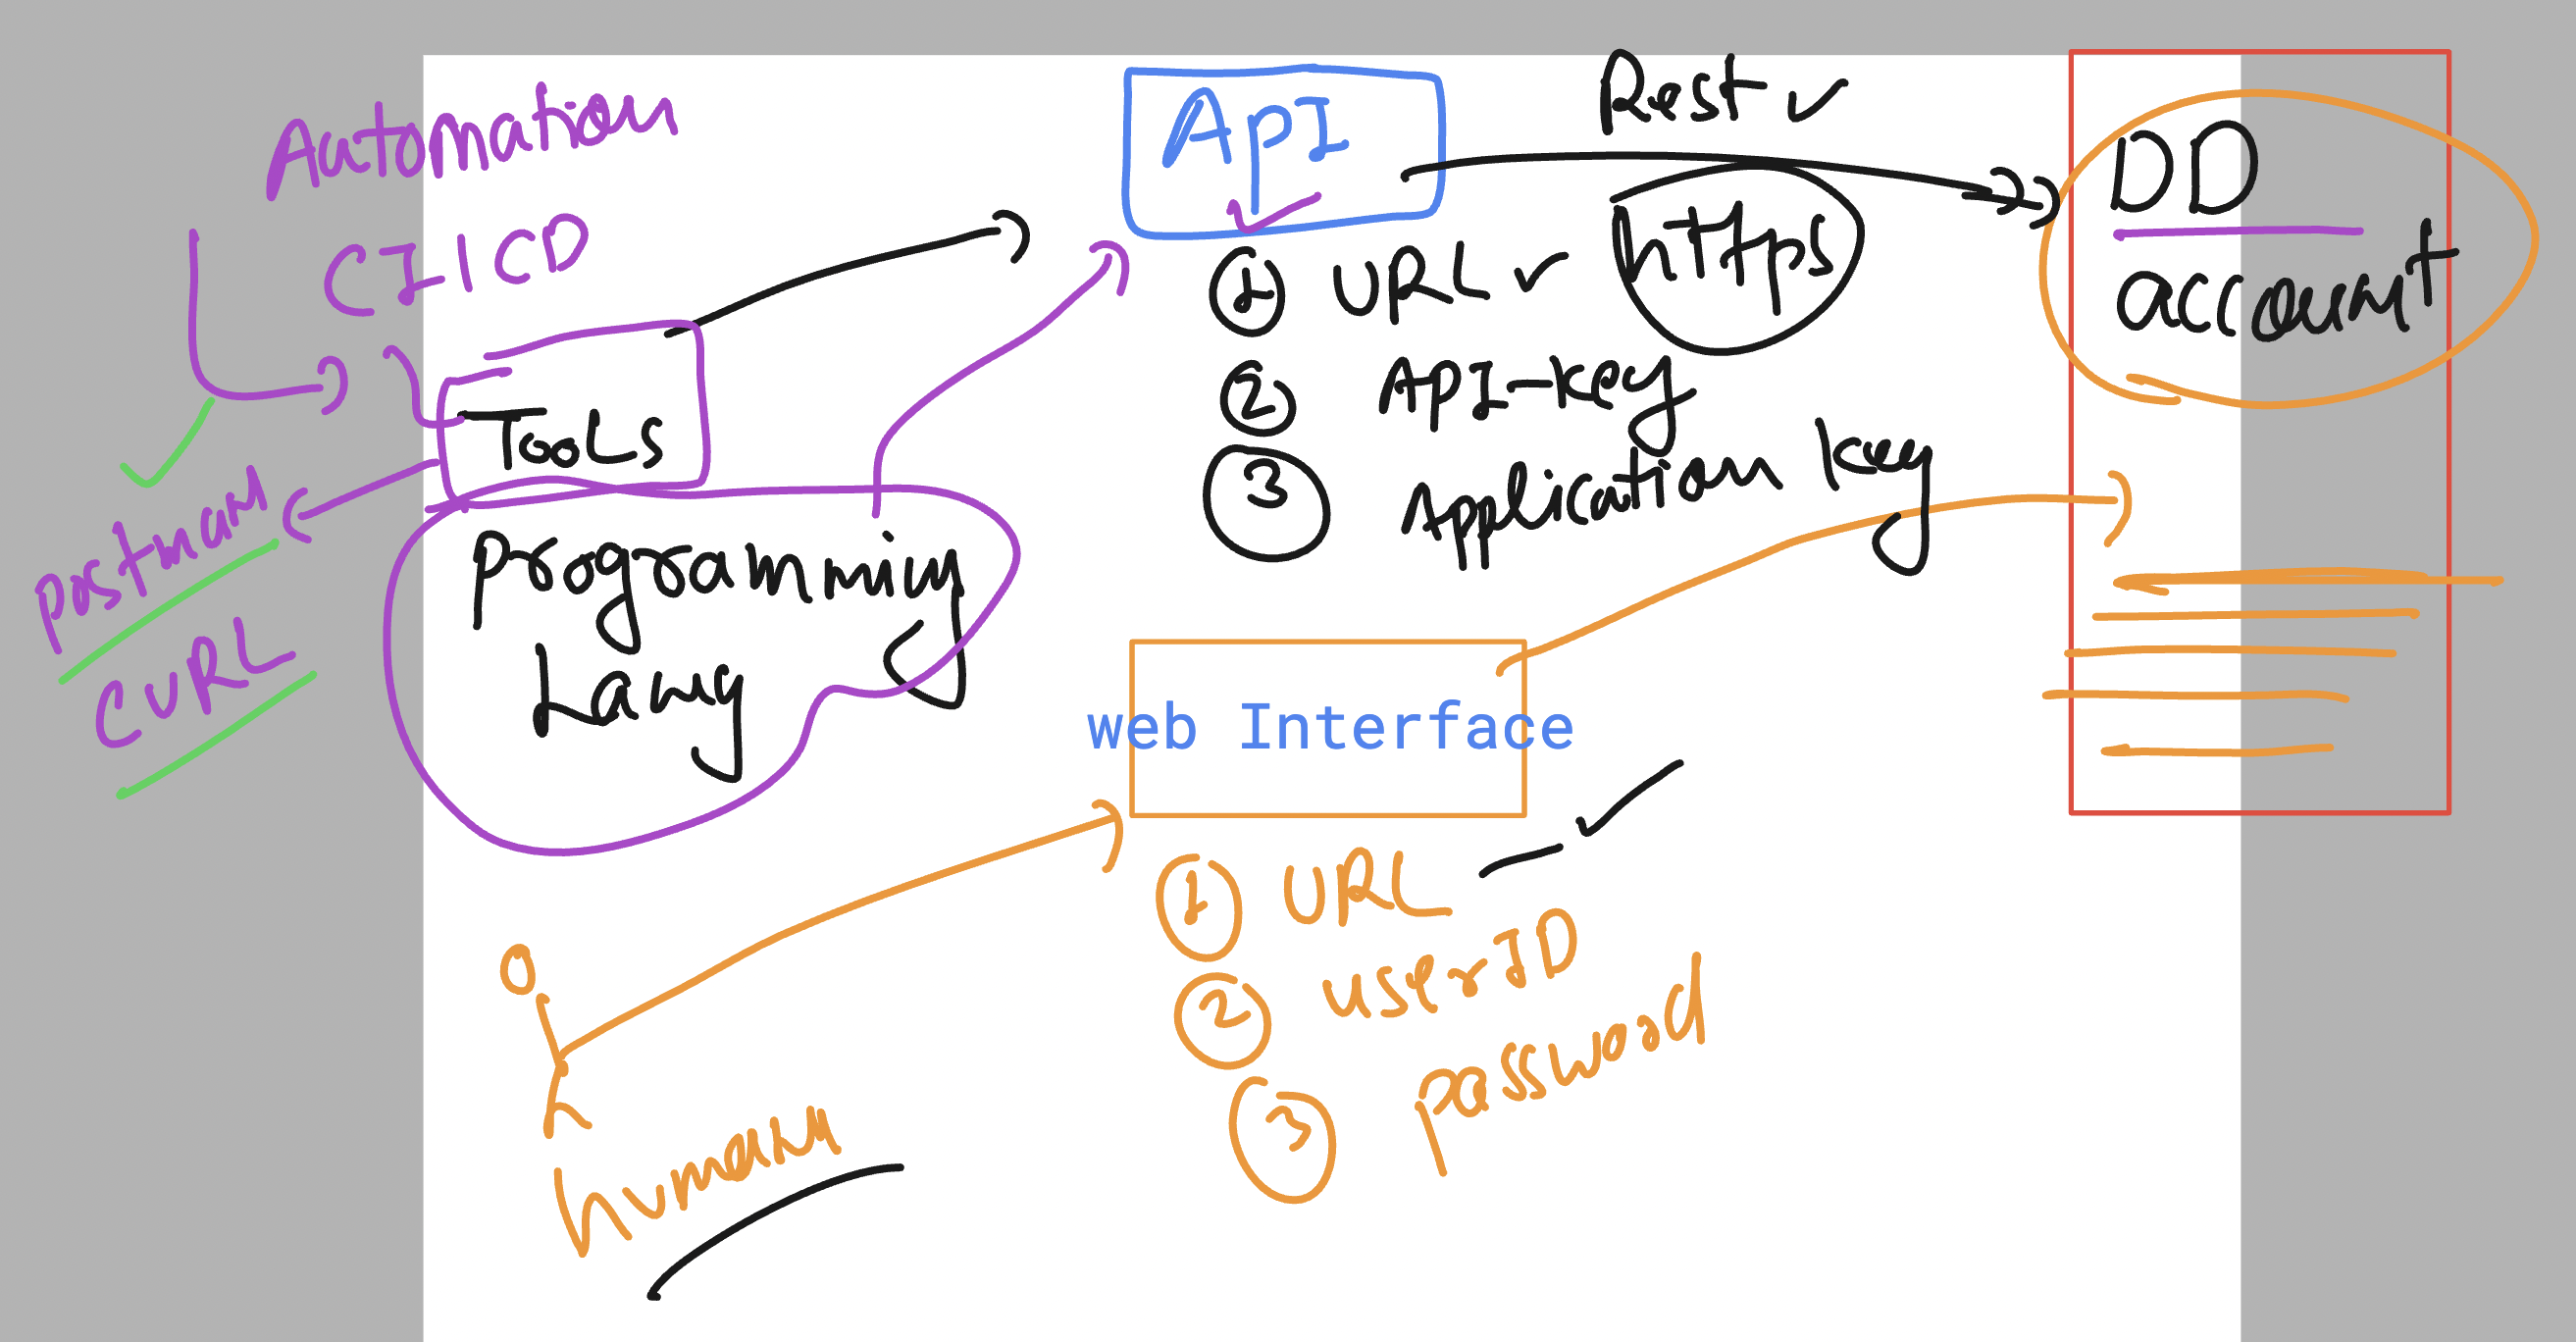 Automation
CI|CD
TooLs
postman
CURL
programming
Lang
API
Rest
https
1 URL
2 API-key
3 Application key
DD
account
web Interface
1 URL
2 userID
3 password
human